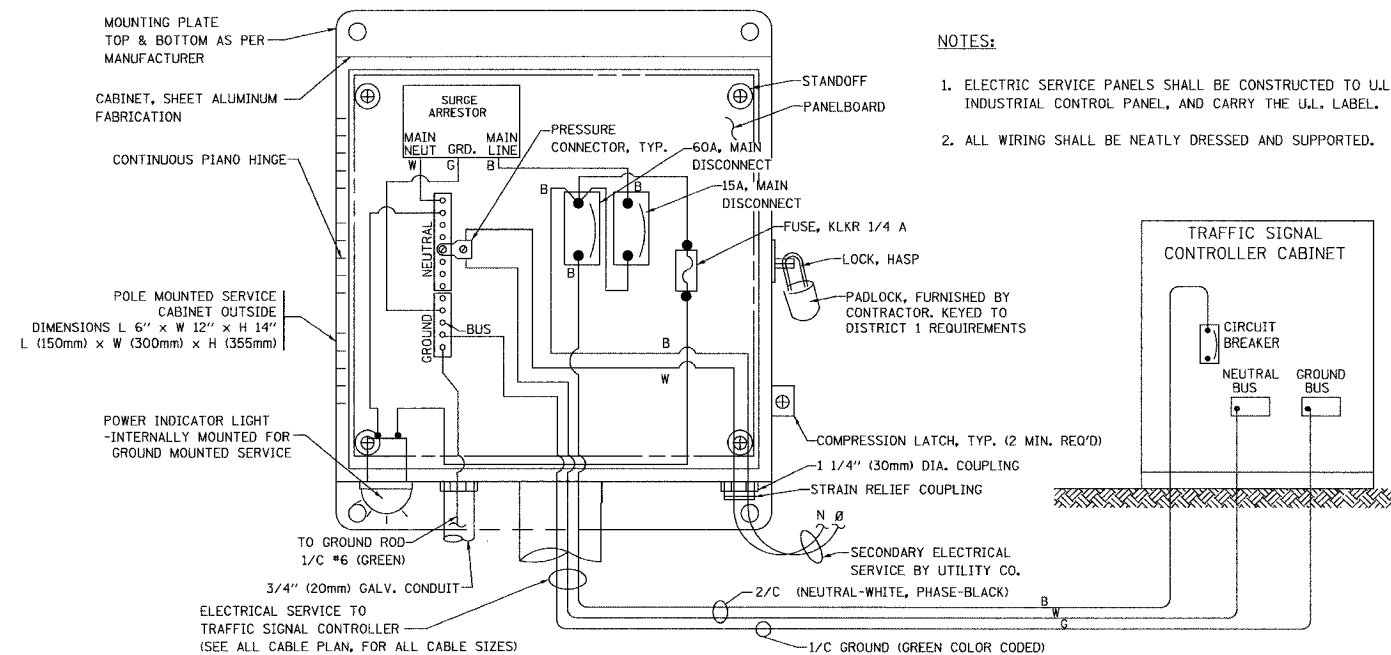 MOUNTING PLATE
TOP & BOTTOM AS PER
MANUFACTURER
CABINET, SHEET ALUMINUM
FABRICATION
CONTINUOUS PIANO HINGE
POLE MOUNTED SERVICE
CABINET OUTSIDE
DIMENSIONS L 6" x W 12" x H 14"
L (150mm) x W (300mm) x H (355mm)
POWER INDICATOR LIGHT
-INTERNALLY MOUNTED FOR
GROUND MOUNTED SERVICE
SURGE
ARRESTOR
MAIN
NEUT
GRD.
MAIN
LINE
W
G
B
NEUTRAL
GROUND
BUS
PRESSURE
CONNECTOR, TYP.
60A, MAIN
DISCONNECT
15A, MAIN
DISCONNECT
B
B
B
B
W
STANDOFF
PANELBOARD
FUSE, KLKR 1/4 A
LOCK, HASP
PADLOCK, FURNISHED BY
CONTRACTOR. KEYED TO
DISTRICT 1 REQUIREMENTS
COMPRESSION LATCH, TYP. (2 MIN. REQ'D)
1 1/4" (30mm) DIA. COUPLING
STRAIN RELIEF COUPLING
N Ø
SECONDARY ELECTRICAL
SERVICE BY UTILITY CO.
TO GROUND ROD
1/C #6 (GREEN)
3/4" (20mm) GALV. CONDUIT
ELECTRICAL SERVICE TO
TRAFFIC SIGNAL CONTROLLER
(SEE ALL CABLE PLAN, FOR ALL CABLE SIZES)
2/C (NEUTRAL-WHITE, PHASE-BLACK)
1/C GROUND (GREEN COLOR CODED)
B
W
G
NOTES:
1. ELECTRIC SERVICE PANELS SHALL BE CONSTRUCTED TO U.L
INDUSTRIAL CONTROL PANEL, AND CARRY THE U.L. LABEL.
2. ALL WIRING SHALL BE NEATLY DRESSED AND SUPPORTED.
TRAFFIC SIGNAL
CONTROLLER CABINET
CIRCUIT
BREAKER
NEUTRAL
BUS
GROUND
BUS